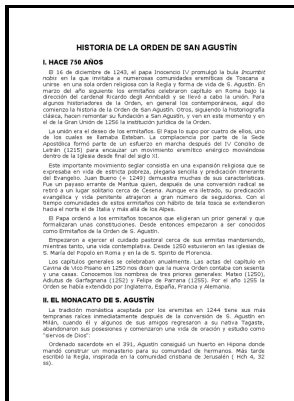 HISTORIA DE LA ORDEN DE SAN AGUSTÍN
I. HACE 750 AÑOS
El 16 de diciembre de 1243, el papa Inocencio IV promulgó la bula Incumbit
nobis en la que invitaba a numerosas comunidades eremíticas de Toscana a
unirse en una sola orden religiosa con la Regla y forma de vida de S. Agustín. En
marzo del año siguiente los ermitaños celebraron capítulo en Roma bajo la
dirección del cardenal Ricardo degli Annibaldi y se llevó a cabo la unión. Para
algunos historiadores de la Orden, en general los contemporáneos, aquí dio
comienzo la historia de la Orden de San Agustín. Otros, siguiendo la historiografía
clásica, hacen remontar su fundación a San Agustín, y ven en este momento y en
el de la Gran Unión de 1256 la institución jurídica de la Orden.
La unión era el deseo de los ermitaños. El Papa lo supo por cuatro de ellos, uno
de los cuales se llamaba Esteban. La complacencia por parte de la Sede
Apostólica formó parte de un esfuerzo en marcha después del IV Concilio de
Letrán (1215) para encauzar un movimiento eremítico enérgico moviéndose
dentro de la Iglesia desde final del siglo XI.
Este importante movimiento seglar consistía en una expansión religiosa que se
expresaba en vida de estricta pobreza, plegaria sencilla y predicación itinerante
del Evangelio. Juan Bueno (+ 1249) demuestra muchas de sus características.
Fue un payaso errante de Mantua quien, después de una conversión radical se
retiró a un lugar solitario cerca de Cesena. Aunque era iletrado, su predicación
evangélica y vida penitente atrajeron a gran número de seguidores. Con el
tiempo comunidades de estos ermitaños con hábito de tela tosca se extendieron
hacia el norte de Italia y más allá de los Alpes.
El Papa ordenó a los ermitaños toscanos que eligieran un prior general y que
formalizaran unas constituciones. Desde entonces empezaron a ser conocidos
como Ermitaños de la Orden de S. Agustín.
Empezaron a ejercer el cuidado pastoral cerca de sus ermitas manteniendo,
mientras tanto, una vida contemplativa. Desde 1250 estuvieron en las iglesias de
S. María del Popolo en Roma y en la de S. Spirito de Florencia.
Los capítulos generales se celebraban anualmente. Las actas del capítulo en
Cavina de Vico Pisano en 1250 nos dicen que la nueva Orden contaba con sesenta
y una casas. Conocemos los nombres de tres priores generales: Mateo (1250),
Adiutus de Garfagnana (1252) y Felipe de Parrana (1255). Por el año 1255 la
Orden se había extendido por Inglaterra, España, Francia y Alemania.
II. EL MONACATO DE S. AGUSTÍN
La tradición monástica aceptada por los eremitas en 1244 tiene sus más
tempranas raíces inmediatamente después de la conversión de S. Agustín en
Milán, cuando él y algunos de sus amigos regresaron a su nativa Tagaste,
abandonaron sus posesiones y comenzaron una vida de oración y estudio como
"siervos de Dios":
Ordenado sacerdote en el 391, Agustín consiguió un huerto en Hipona donde
mandó construir un monasterio para su comunidad de hermanos. Más tarde
escribió la Regla, inspirada en la comunidad cristiana de Jerusalén ( Hch 4, 32
ss).